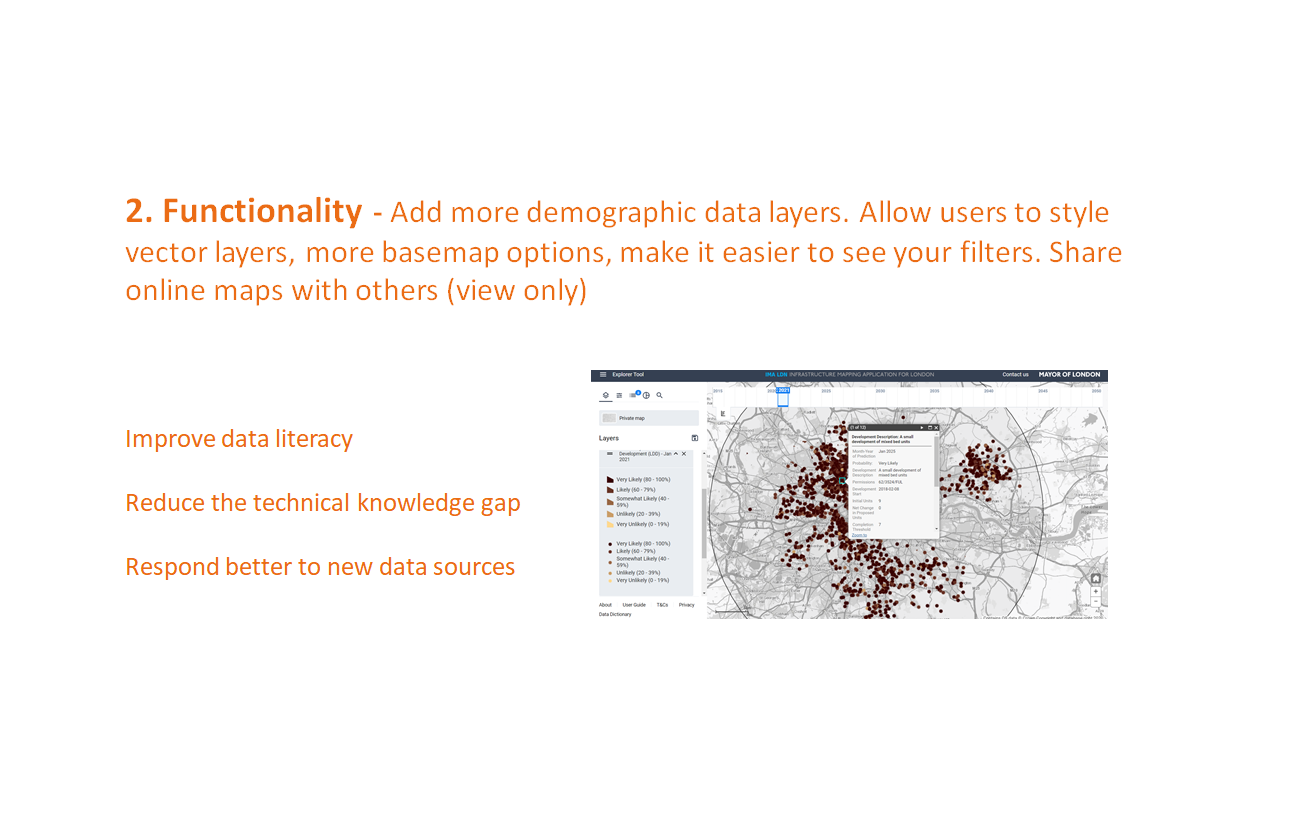 2. Functionality - Add more demographic data layers. Allow users to style
vector layers, more basemap options, make it easier to see your filters. Share
online maps with others (view only)
Improve data literacy
Reduce the technical knowledge gap
Respond better to new data sources
Explorer Tool
IMA LDN INFRASTRUCTURE MAPPING APPLICATION FOR LONDON
Contact us
MAYOR OF LONDON
Private map
Layers
Development (LDD) - Jan
2021
Very Likely (80 - 100%)
Likely (60 - 79%)
Somewhat Likely (40 -
59%)
Unlikely (20 - 39%)
Very Unlikely (0 - 19%)
Very Likely (80 - 100%)
Likely (60 - 79%)
Somewhat Likely (40 -
59%)
Unlikely (20 - 39%)
Very Unlikely (0 - 19%)
About User Guide T&Cs Privacy
Data Dictionary
2015 2021 2025 2030 2035 2040 2045 2050
(1 of 13)
Development Description: A small
development of mixed bed units
Month-Year Jan 2025
of Prediction
Probability Very Likely
Development A small development of
Description mixed bed units
Permissions
Development 2018-02-08
Start
Initial Units
Net Change
in Proposed
Units
Completion 7
Threshold
Zoom to